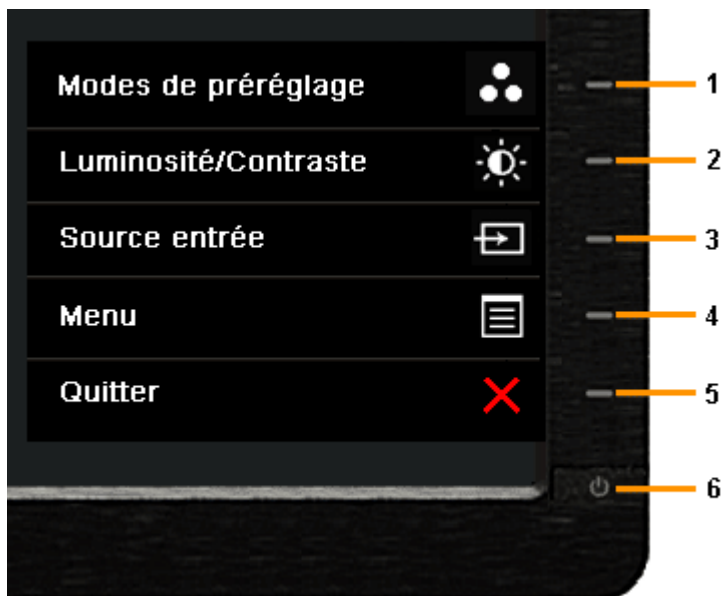 Modes de préréglage 1
Luminosité/Contraste 2
Source entrée 3
Menu 4
Quitter 5
6